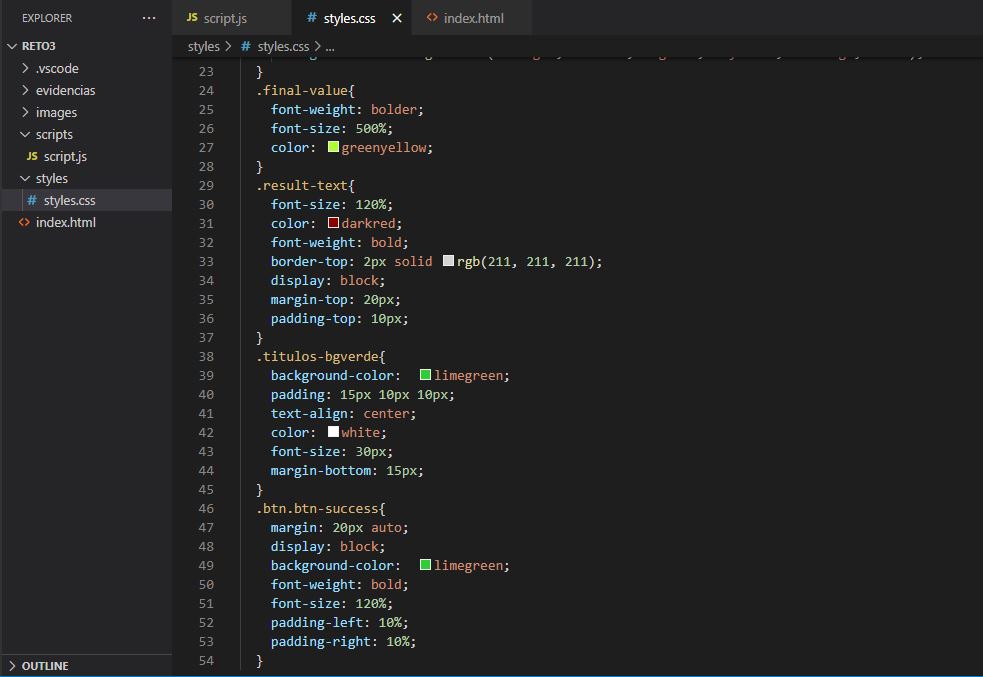 EXPLORER
···
JS script.js
# styles.css ×
<> index.html
RETO3
styles > # styles.css > ...
.vscode
evidencias
images
scripts
JS script.js
styles
# styles.css
<> index.html
OUTLINE
23 }
24 .final-value{
25 font-weight: bolder;
26 font-size: 500%;
27 color: greenyellow;
28 }
29 .result-text{
30 font-size: 120%;
31 color: darkred;
32 font-weight: bold;
33 border-top: 2px solid rgb(211, 211, 211);
34 display: block;
35 margin-top: 20px;
36 padding-top: 10px;
37 }
38 .titulos-bgverde{
39 background-color: limegreen;
40 padding: 15px 10px 10px;
41 text-align: center;
42 color: white;
43 font-size: 30px;
44 margin-bottom: 15px;
45 }
46 .btn.btn-success{
47 margin: 20px auto;
48 display: block;
49 background-color: limegreen;
50 font-weight: bold;
51 font-size: 120%;
52 padding-left: 10%;
53 padding-right: 10%;
54 }